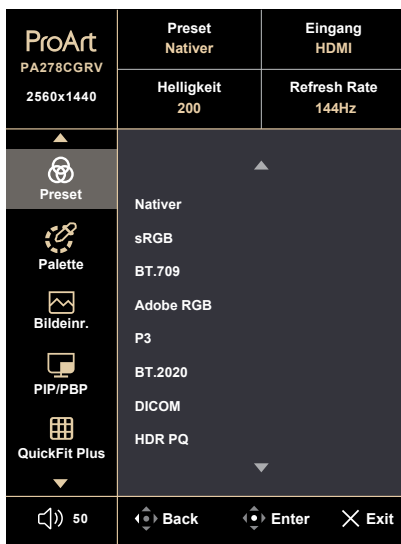 ProArt
PA278CGRV
2560x1440
Preset
Nativer
Eingang
HDMI
Helligkeit
200
Refresh Rate
144Hz
Preset
Palette
Bildeinr.
PIP/PBP
QuickFit Plus
Nativer
sRGB
BT.709
Adobe RGB
P3
BT.2020
DICOM
HDR PQ
50
Back
Enter
Exit